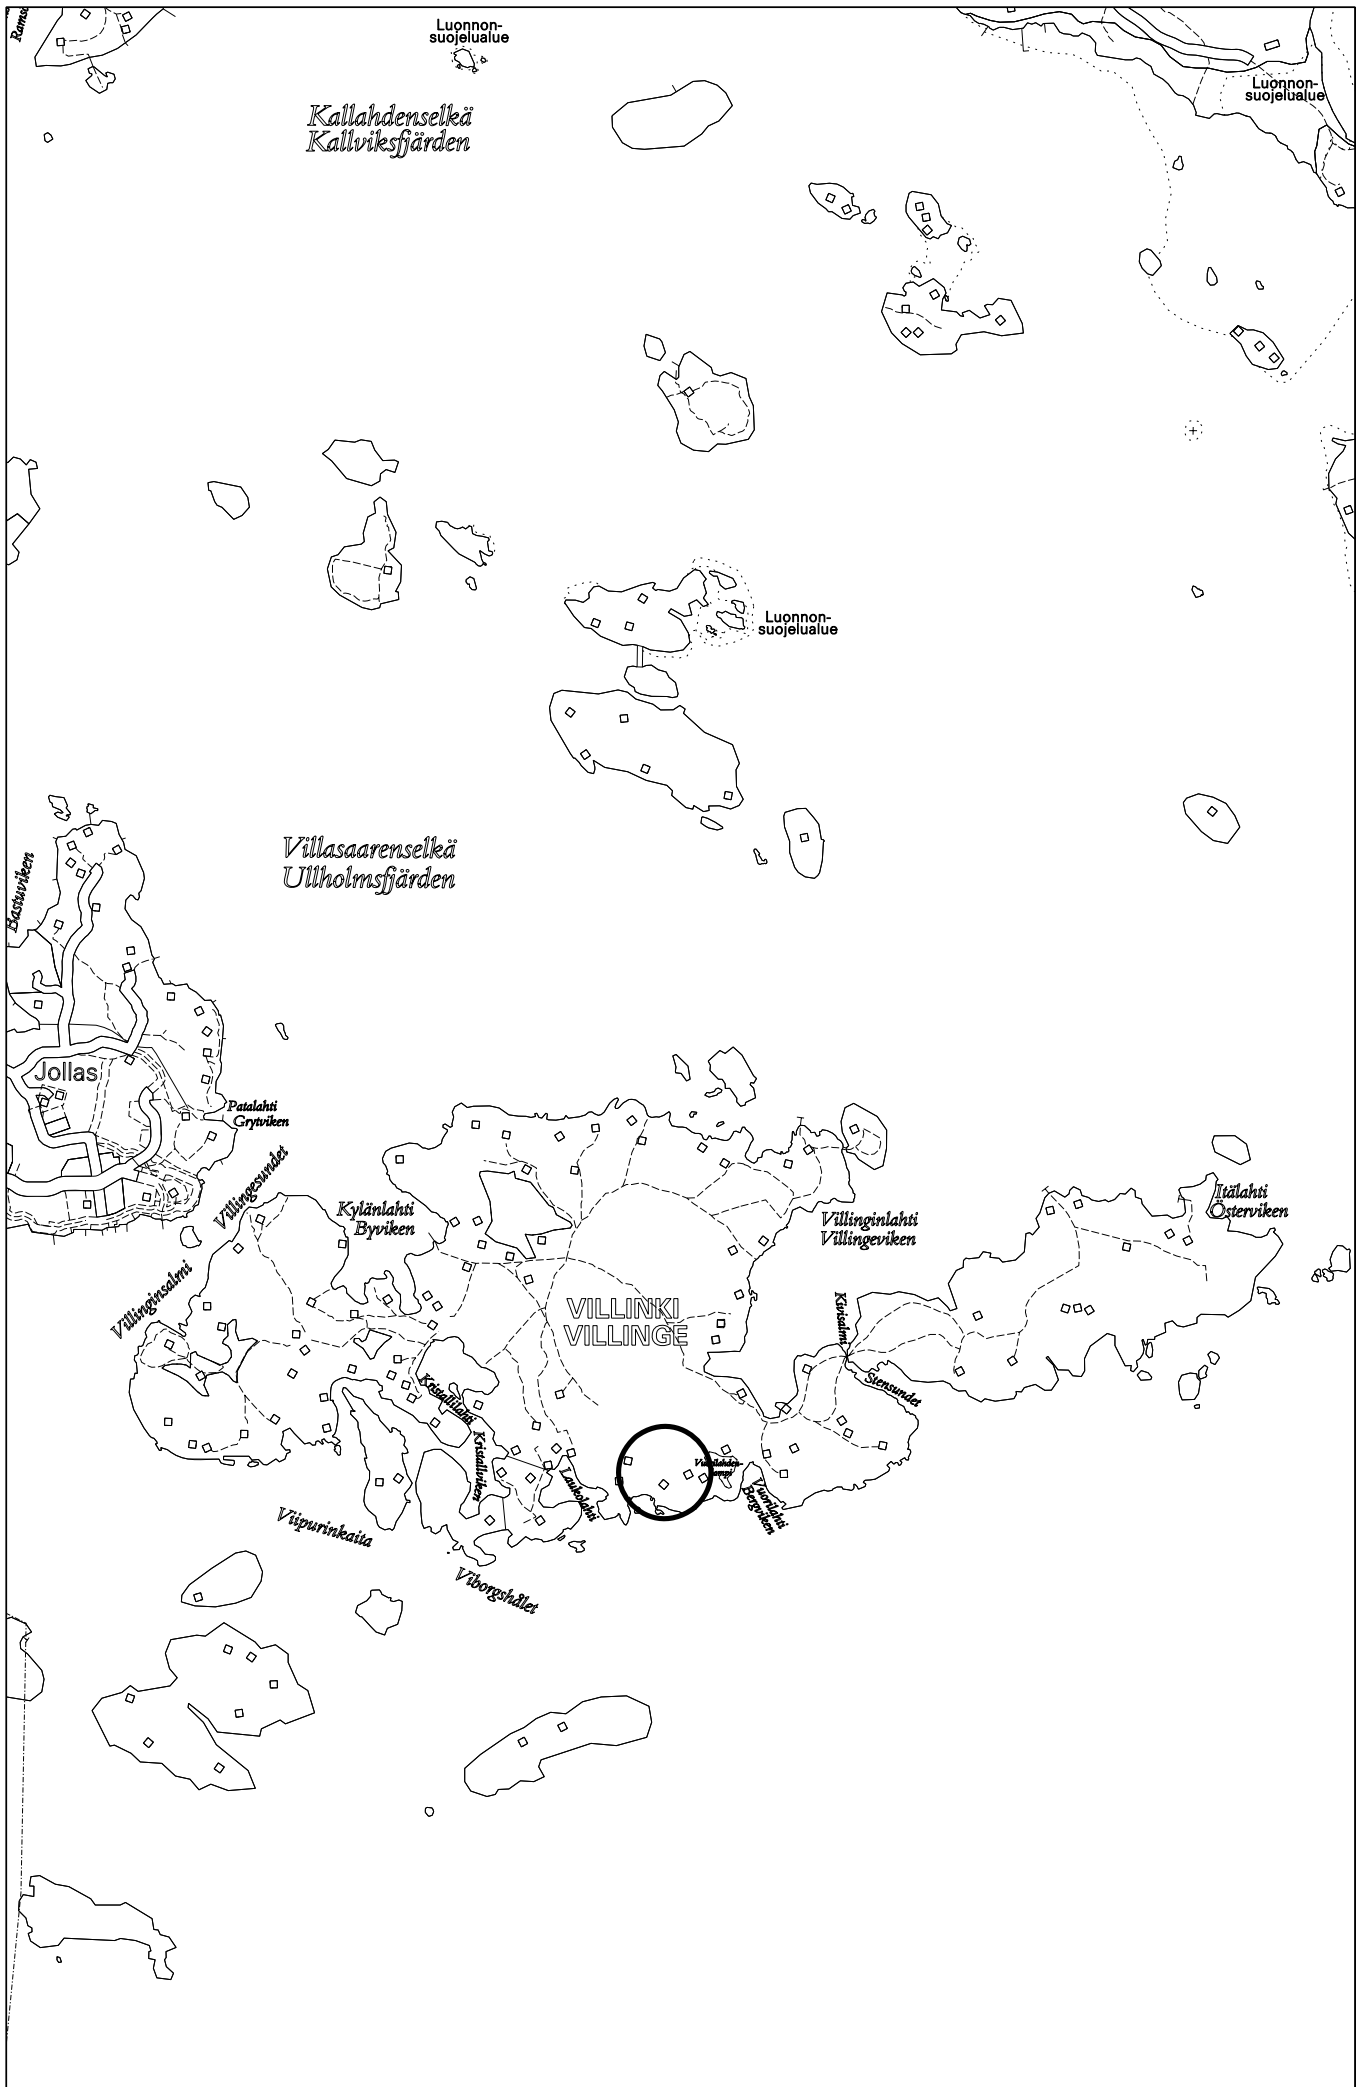 Luonnon-
suojelualue
Kallahdenselkä
Kallviksfjärden
Luonnon-
suojelualue
Luonnon-
suojelualue
Villasaarenselkä
Ullholmsfjärden
Bastuviken
Jollas
Patalahti
Grytviken
Villingesundet
Kylänlahti
Byviken
Villinginsalmi
Villinginlahti
Villingeviken
Itälahti
Österviken
VILLINKI
VILLINGE
Kivisalmi
Stensundet
Kristallilahti
Kristallviken
Laukolahti
Vuorilahti
Bergviken
Viipurinkaita
Viborgshålet